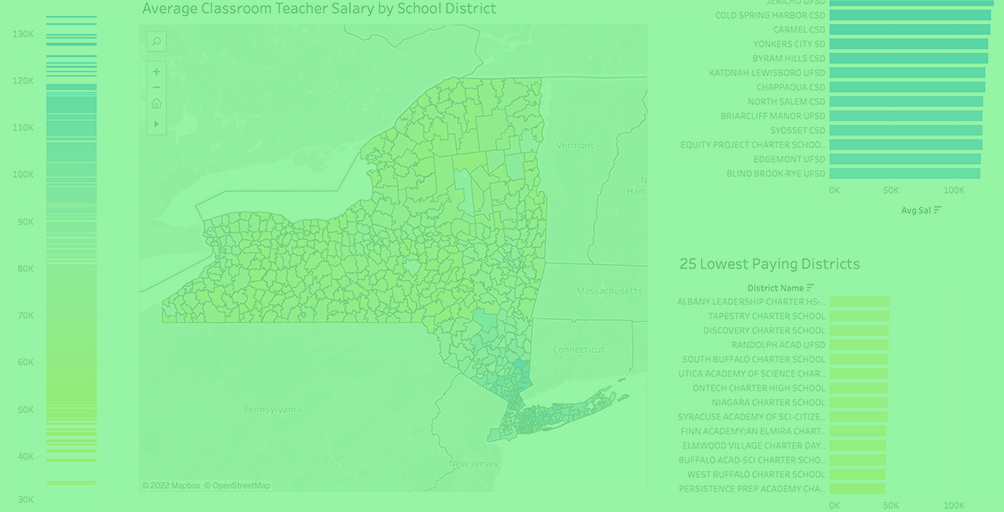 Average Classroom Teacher Salary by School District
130K
120K
110K
100K
90K
80K
70K
60K
50K
40K
30K
Vermont
Massachusetts
Connecticut
Pennsylvania
New Jersey
© 2022 Mapbox © OpenStreetMap
JERICHO UFSD
COLD SPRING HARBOR CSD
CARMEL CSD
YONKERS CITY SD
BYRAM HILLS CSD
KATONAH-LEWISBORO UFSD
CHAPPAQUA CSD
NORTH SALEM CSD
BRIARCLIFF MANOR UFSD
SYOSSET CSD
EQUITY PROJECT CHARTER SCHOO..
EDGEMONT UFSD
BLIND BROOK-RYE UFSD
0K 50K 100K
Avg Sal
25 Lowest Paying Districts
District Name
ALBANY LEADERSHIP CHARTER HS-..
TAPESTRY CHARTER SCHOOL
DISCOVERY CHARTER SCHOOL
RANDOLPH ACAD UFSD
SOUTH BUFFALO CHARTER SCHOOL
UTICA ACADEMY OF SCIENCE CHAR..
ONTECH CHARTER HIGH SCHOOL
NIAGARA CHARTER SCHOOL
SYRACUSE ACADEMY OF SCI-CITIZE..
FINN ACADEMY:AN ELMIRA CHART..
ELMWOOD VILLAGE CHARTER DAY..
BUFFALO ACAD-SCI CHARTER SCHO..
WEST BUFFALO CHARTER SCHOOL
PERSISTENCE PREP ACADEMY CHA..
0K 50K 100K